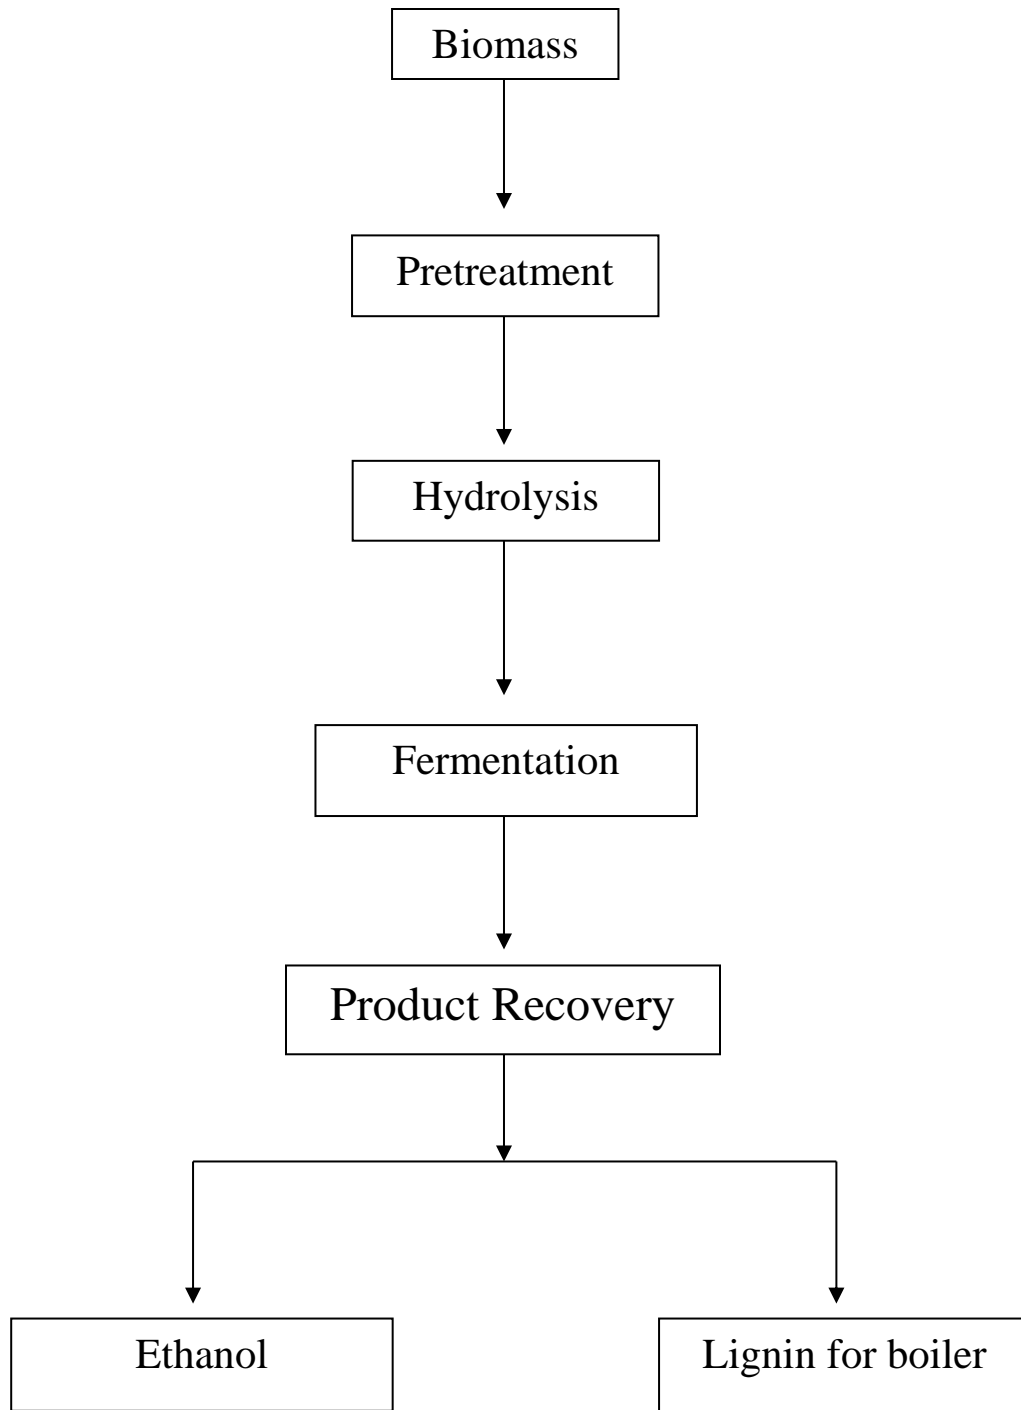 Biomass
Pretreatment
Hydrolysis
Fermentation
Product Recovery
Ethanol
Lignin for boiler